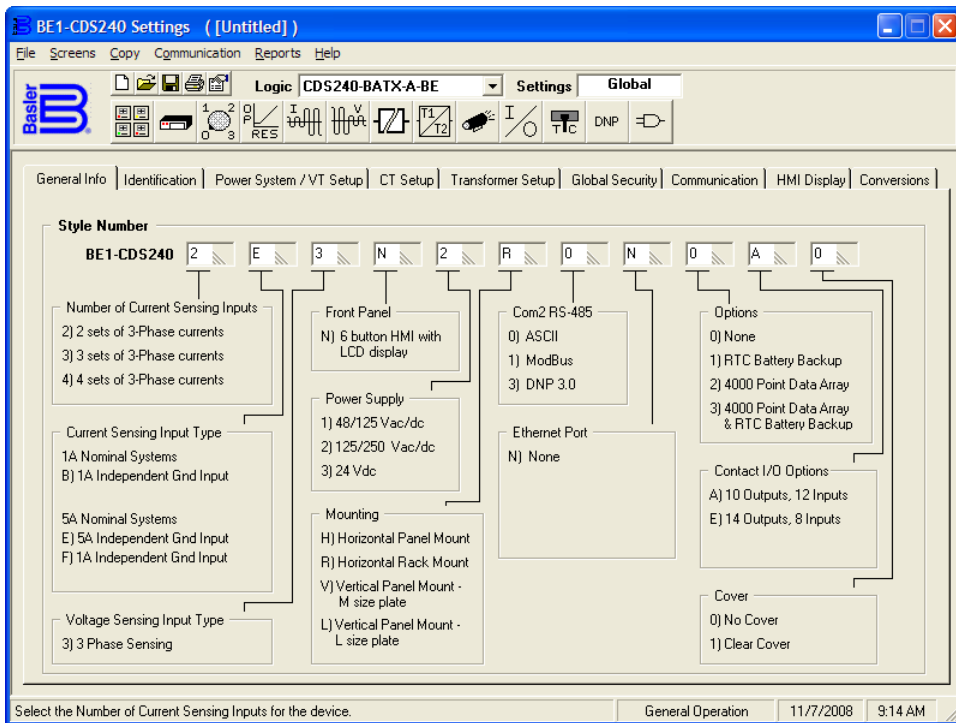 BE1-CDS240 Settings ( [Untitled] )
File Screens Copy Communication Reports Help
Basler
Logic CDS240-BATX-A-BE Settings Global
1 2 0 3
O P RES
I
V
T1 T2
I O
T C
DNP
General Info Identification Power System / VT Setup CT Setup Transformer Setup Global Security Communication HMI Display Conversions
Style Number
BE1-CDS240 2 E 3 N 2 R 0 N 0 A 0
Number of Current Sensing Inputs
2) 2 sets of 3-Phase currents
3) 3 sets of 3-Phase currents
4) 4 sets of 3-Phase currents
Current Sensing Input Type
1A Nominal Systems
B) 1A Independent Gnd Input
5A Nominal Systems
E) 5A Independent Gnd Input
F) 1A Independent Gnd Input
Voltage Sensing Input Type
3) 3 Phase Sensing
Front Panel
N) 6 button HMI with
LCD display
Power Supply
1) 48/125 Vac/dc
2) 125/250 Vac/dc
3) 24 Vdc
Mounting
H) Horizontal Panel Mount
R) Horizontal Rack Mount
V) Vertical Panel Mount -
M size plate
L) Vertical Panel Mount -
L size plate
Com2 RS-485
0) ASCII
1) ModBus
3) DNP 3.0
Ethernet Port
N) None
Options
0) None
1) RTC Battery Backup
2) 4000 Point Data Array
3) 4000 Point Data Array
& RTC Battery Backup
Contact I/O Options
A) 10 Outputs, 12 Inputs
E) 14 Outputs, 8 Inputs
Cover
0) No Cover
1) Clear Cover
Select the Number of Current Sensing Inputs for the device. General Operation 11/7/2008 9:14 AM